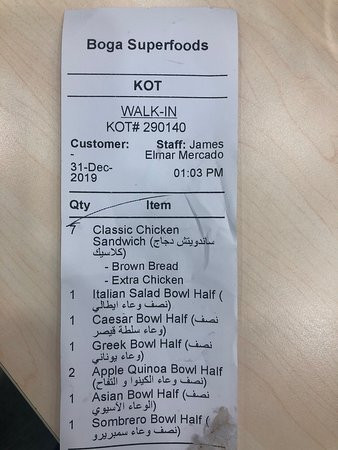 Boga Superfoods
KOT
WALK-IN
KOT# 290140
Customer: Staff: James
- Elmar Mercado
31-Dec- 01:03 PM
2019
Qty Item
7 Classic Chicken
Sandwich (ساندويتش دجاج
كلاسيك)
- Brown Bread
- Extra Chicken
1 Italian Salad Bowl Half (
نصف وعاء ايطالي)
1 Caesar Bowl Half (نصف
وعاء سلطة قيصر)
1 Greek Bowl Half (نصف
وعاء يوناني)
2 Apple Quinoa Bowl Half (
نصف وعاء الكينوا و التفاح)
1 Asian Bowl Half (نصف
الوعاء الآسيوي)
1 Sombrero Bowl Half (
نصف وعاء سمبريرو)